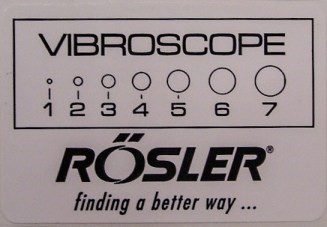 VIBROSCOPE
1 2 3 4 5 6 7
RÖSLER®
finding a better way ...